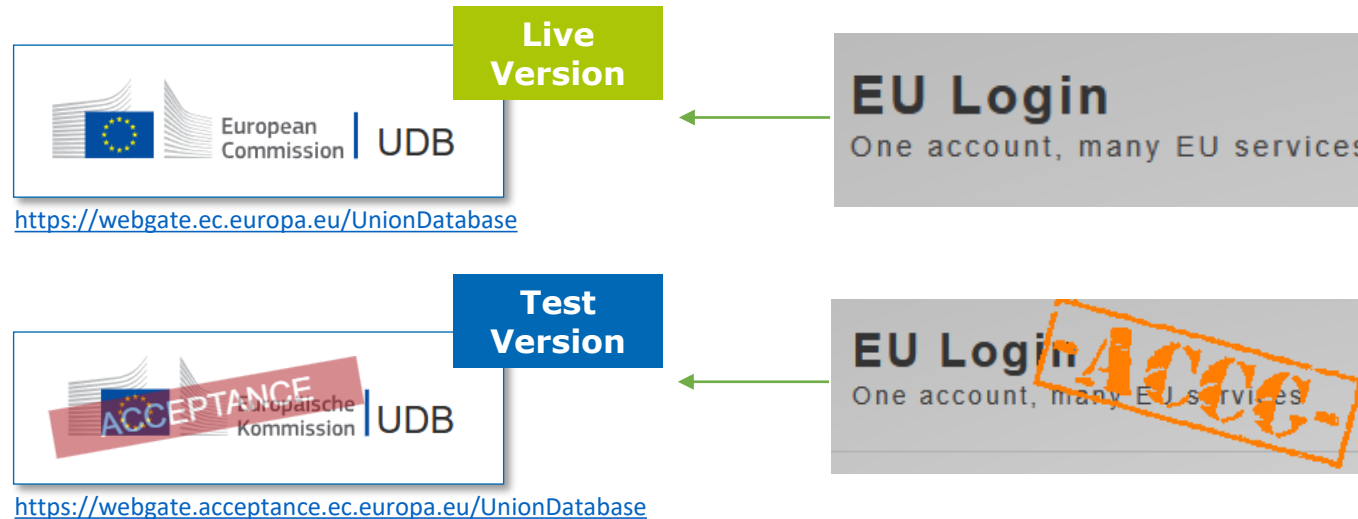 Live
Version
European
Commission
UDB
https://webgate.ec.europa.eu/UnionDatabase
EU Login
One account, many EU services
Test
Version
ACCEPTANCE
Europäische
Kommission
UDB
https://webgate.acceptance.ec.europa.eu/UnionDatabase
EU Login
One account, many EU services
-ACCC-